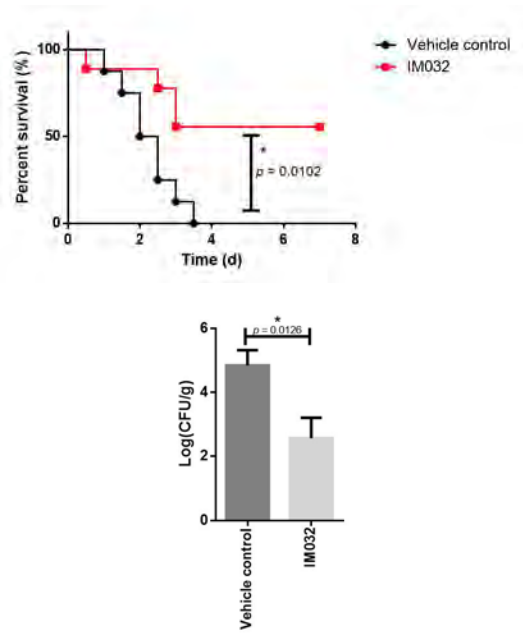 Percent survival (%)
100
50
0
0 2 4 6 8
Time (d)
Vehicle control
IM032
*
p = 0.0102
Log(CFU/g)
6
4
2
0
*
p = 0.0126
Vehicle control
IM032